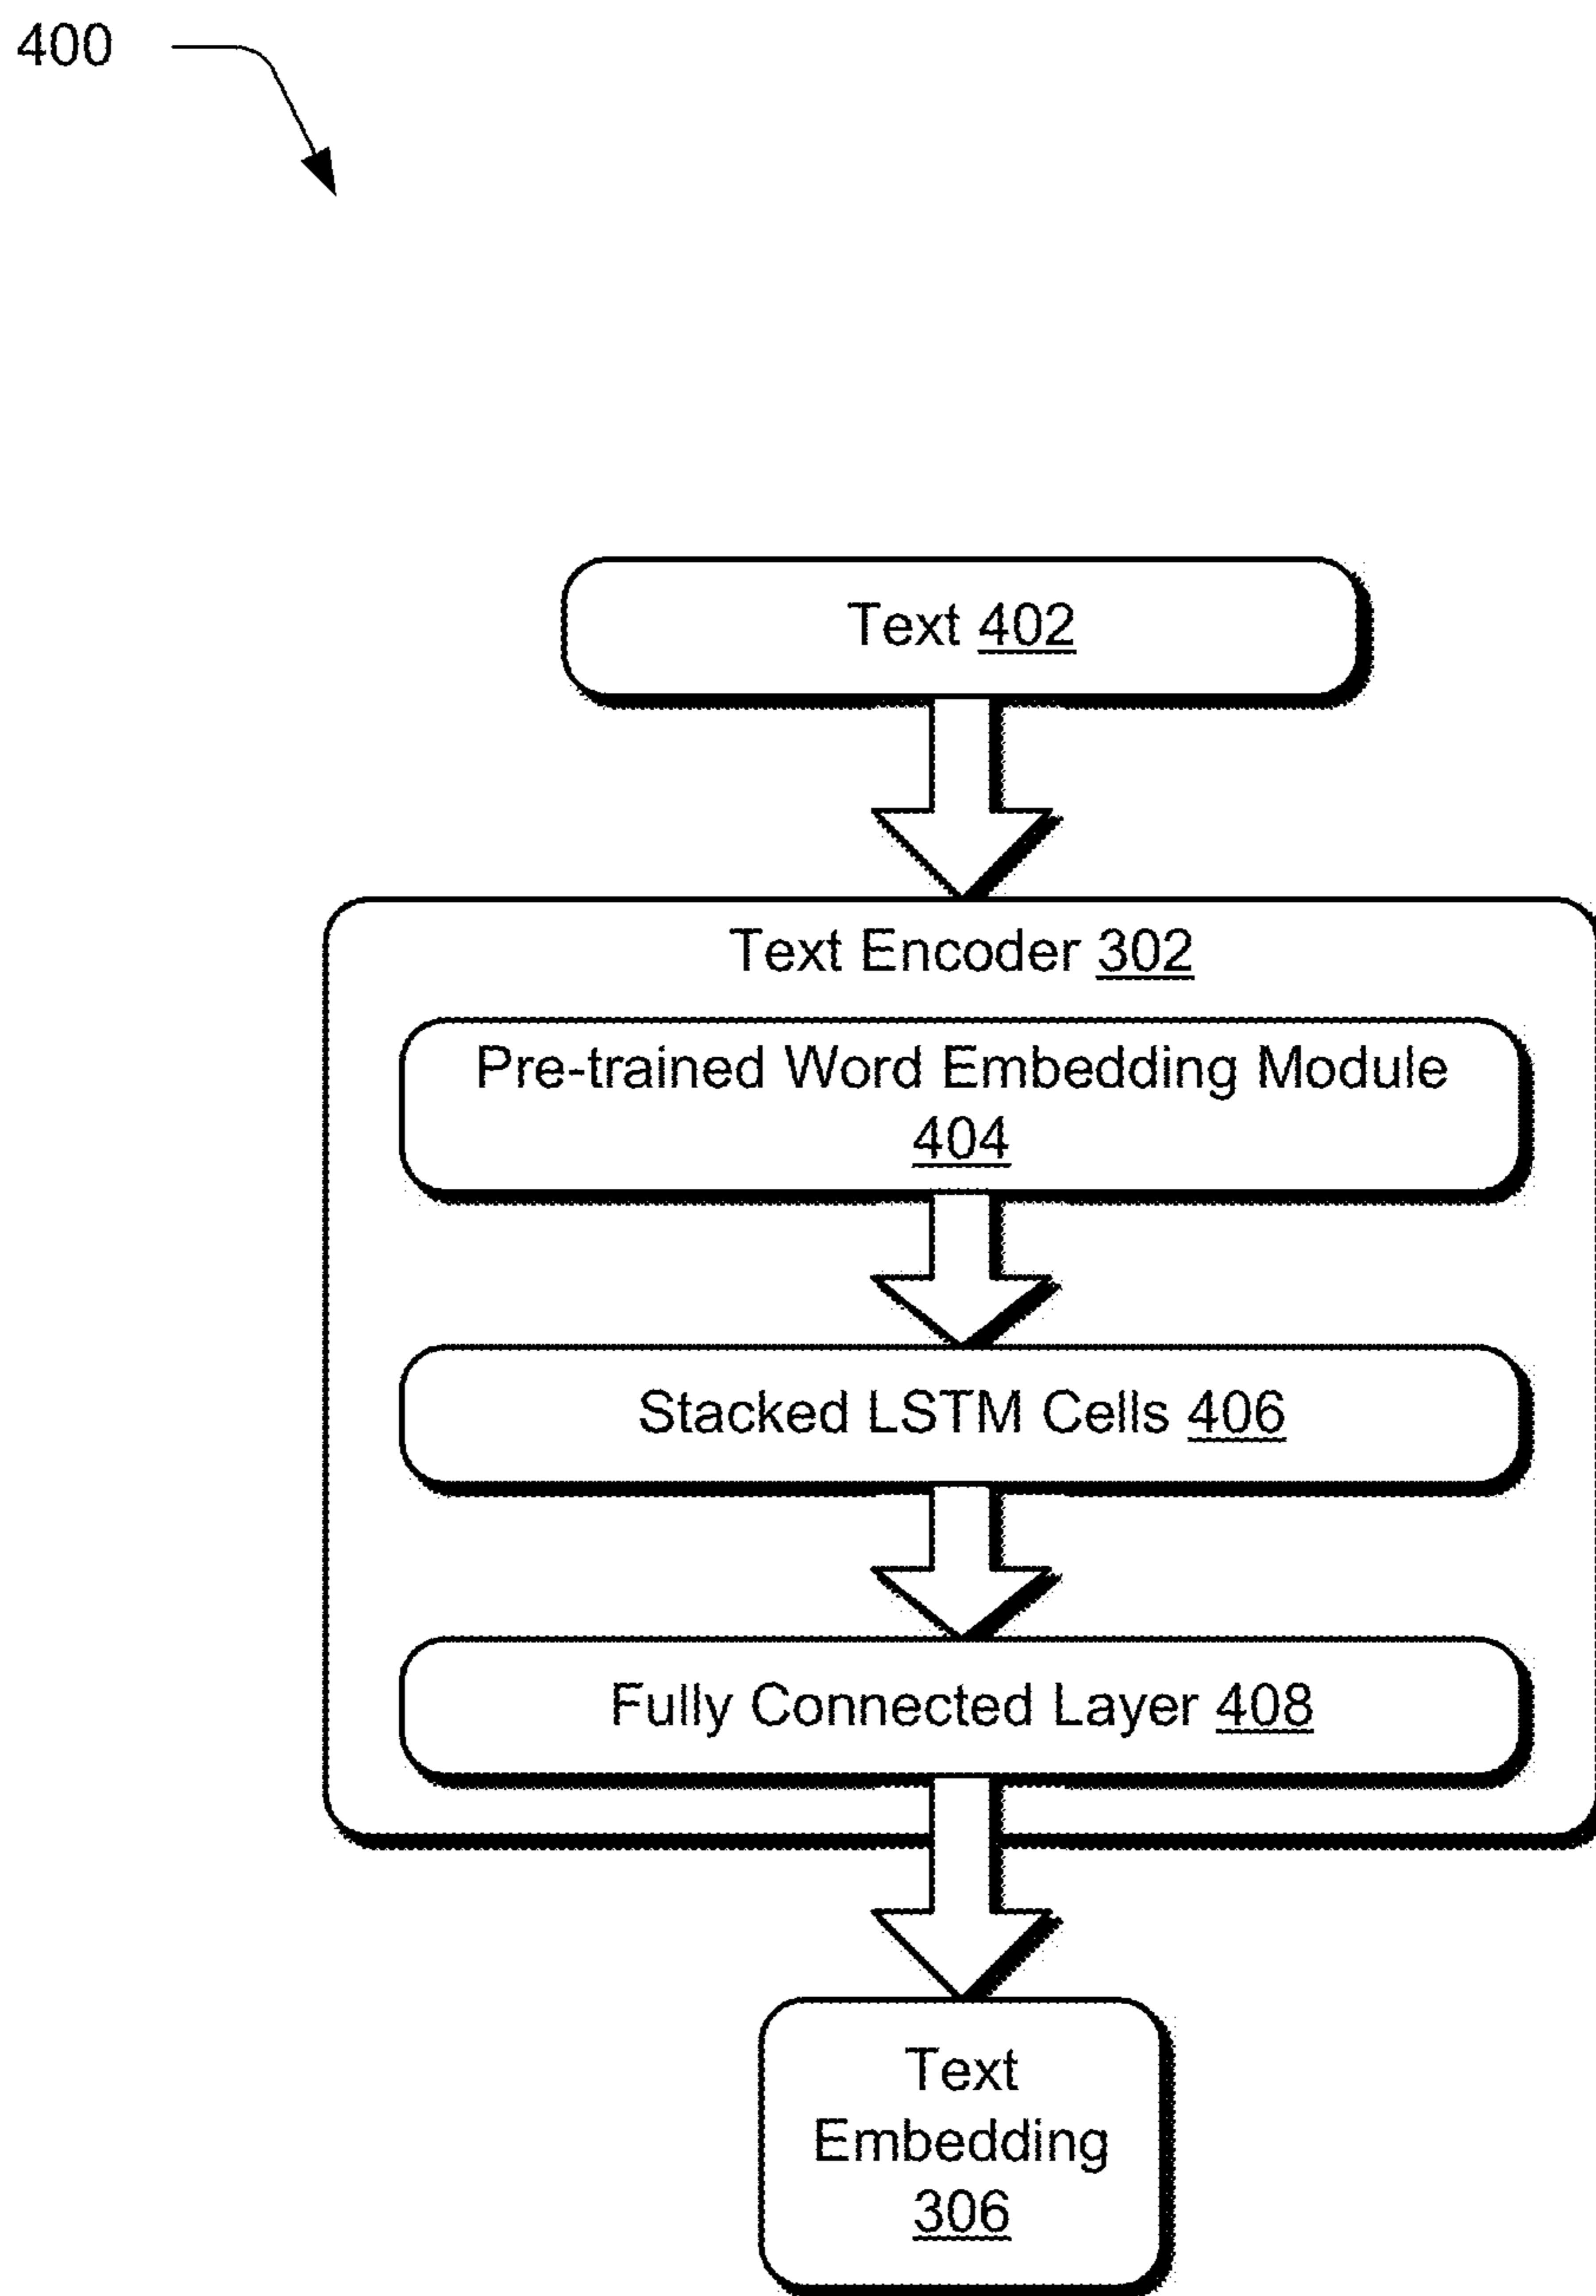 400
Text 402
Text Encoder 302
Pre-trained Word Embedding Module
404
Stacked LSTM Cells 406
Fully Connected Layer 408
Text
Embedding
306